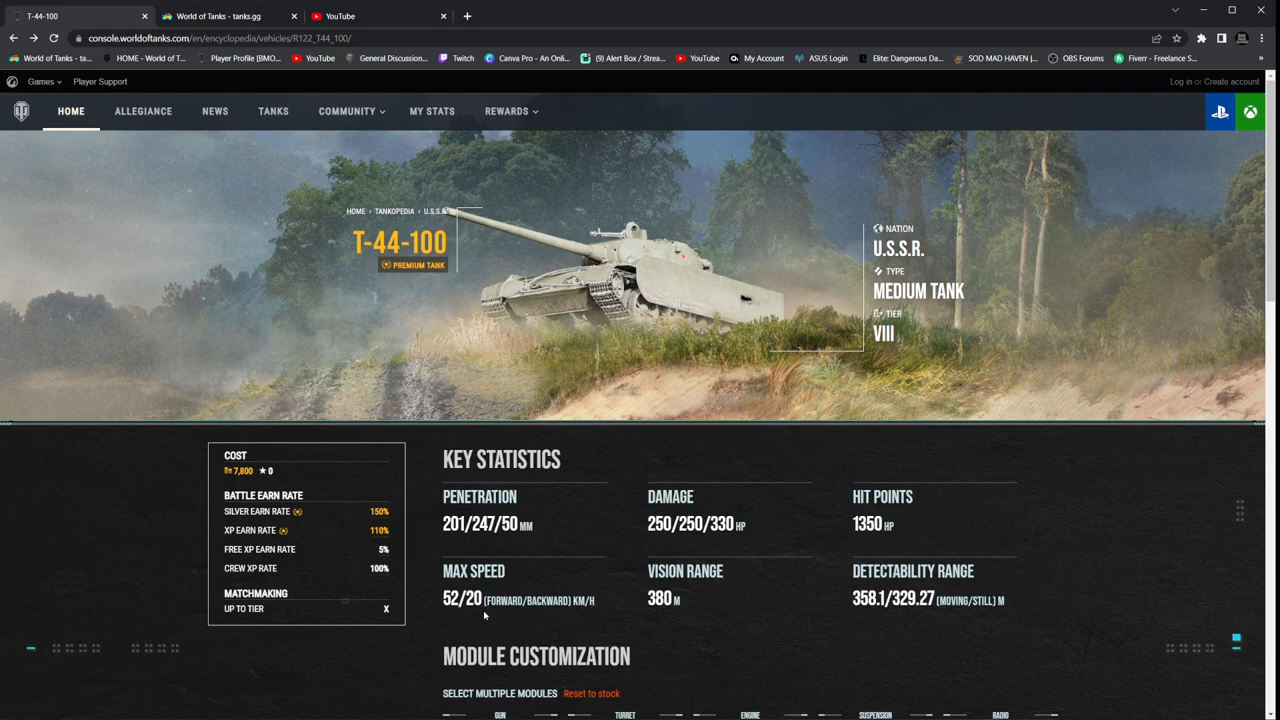 T-44-100
World of Tanks - tanks.gg
YouTube
console.worldoftanks.com/en/encyclopedia/vehicles/R122_T44_100/
World of Tanks - ta...
HOME - World of T...
Player Profile [BMO...
YouTube
General Discussion...
Twitch
Canva Pro - An Onli...
(9) Alert Box / Strea...
YouTube
My Account
ASUS Login
Elite: Dangerous Da...
SOD MAD HAVEN |...
OBS Forums
Fiverr - Freelance S...
»
Games
Player Support
Log in or Create account
HOME
ALLEGIANCE
NEWS
TANKS
COMMUNITY
MY STATS
REWARDS
HOME › TANKOPEDIA › U.S.S.R.
T-44-100
PREMIUM TANK
NATION
U.S.S.R.
TYPE
MEDIUM TANK
TIER
VIII
COST
7,800 ★ 0
BATTLE EARN RATE
SILVER EARN RATE 150%
XP EARN RATE 110%
FREE XP EARN RATE 5%
CREW XP RATE 100%
MATCHMAKING
UP TO TIER X
KEY STATISTICS
PENETRATION
201/247/50 MM
DAMAGE
250/250/330 HP
HIT POINTS
1350 HP
MAX SPEED
52/20 (FORWARD/BACKWARD) KM/H
VISION RANGE
380 M
DETECTABILITY RANGE
358.1/329.27 (MOVING/STILL) M
MODULE CUSTOMIZATION
SELECT MULTIPLE MODULES Reset to stock
GUN
TURRET
ENGINE
SUSPENSION
RADIO